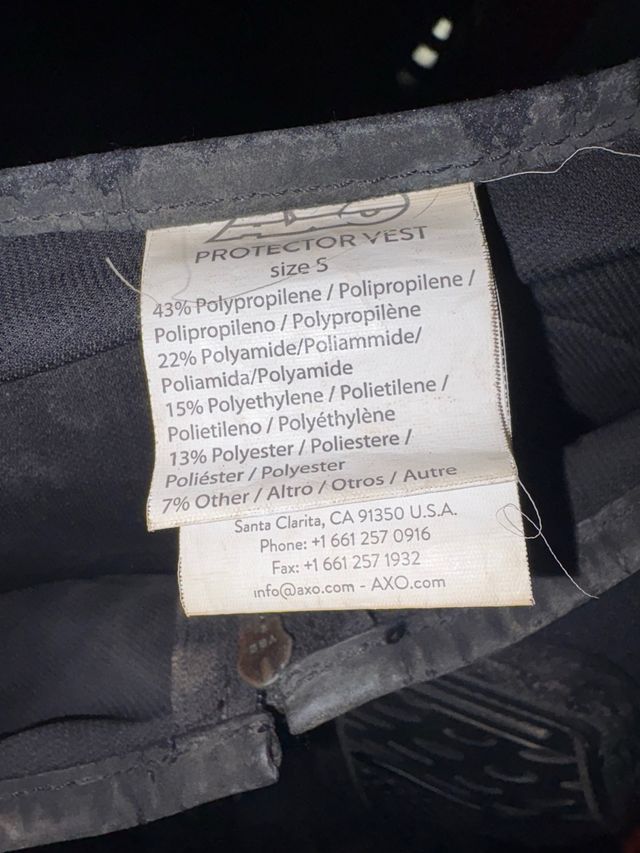 PROTECTOR VEST
size S
43% Polypropilene / Polipropilene /
Polipropileno / Polypropilène
22% Polyamide/Poliammide/
Poliamida/Polyamide
15% Polyethylene / Polietilene /
Polietileno / Polyéthylène
13% Polyester / Poliestere /
Poliéster / Polyester
7% Other / Altro / Otros / Autre
Santa Clarita, CA 91350 U.S.A.
Phone: +1 661 257 0916
Fax: +1 661 257 1932
info@axo.com - AXO.com